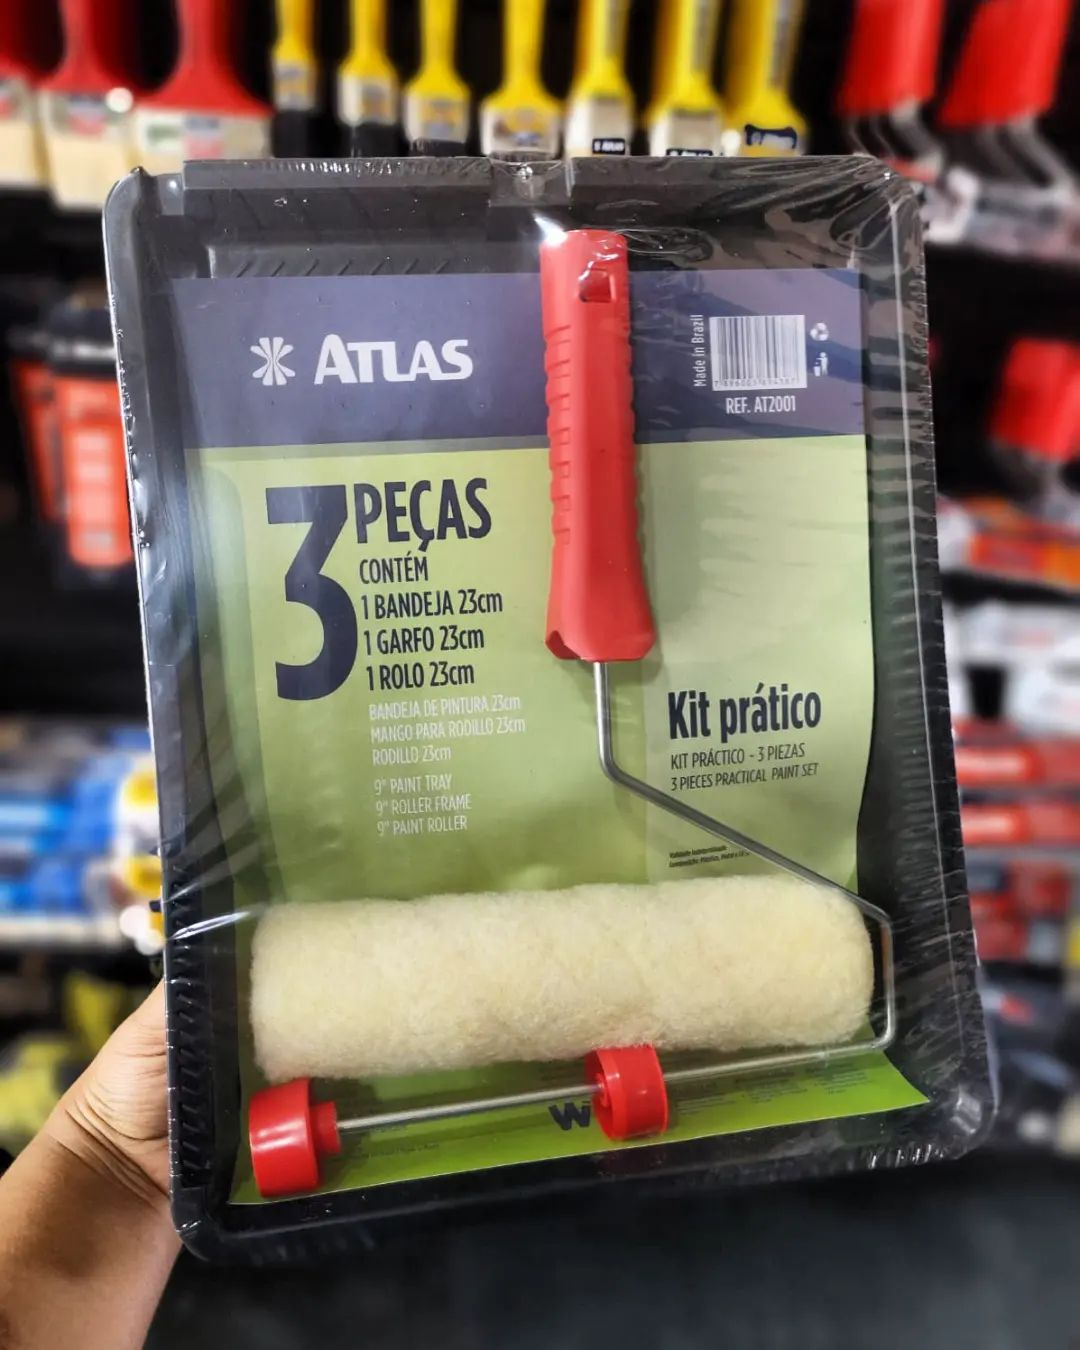 ATLAS
Made in Brazil
REF. AT2001
3 PEÇAS
CONTÉM
1 BANDEJA 23cm
1 GARFO 23cm
1 ROLO 23cm
BANDEJA DE PINTURA 23cm
MANGO PARA RODILLO 23cm
RODILLO 23cm
9" PAINT TRAY
9" ROLLER FRAME
9" PAINT ROLLER
Kit prático
KIT PRÁCTICO - 3 PIEZAS
3 PIECES PRACTICAL PAINT SET
Validade Indeterminada